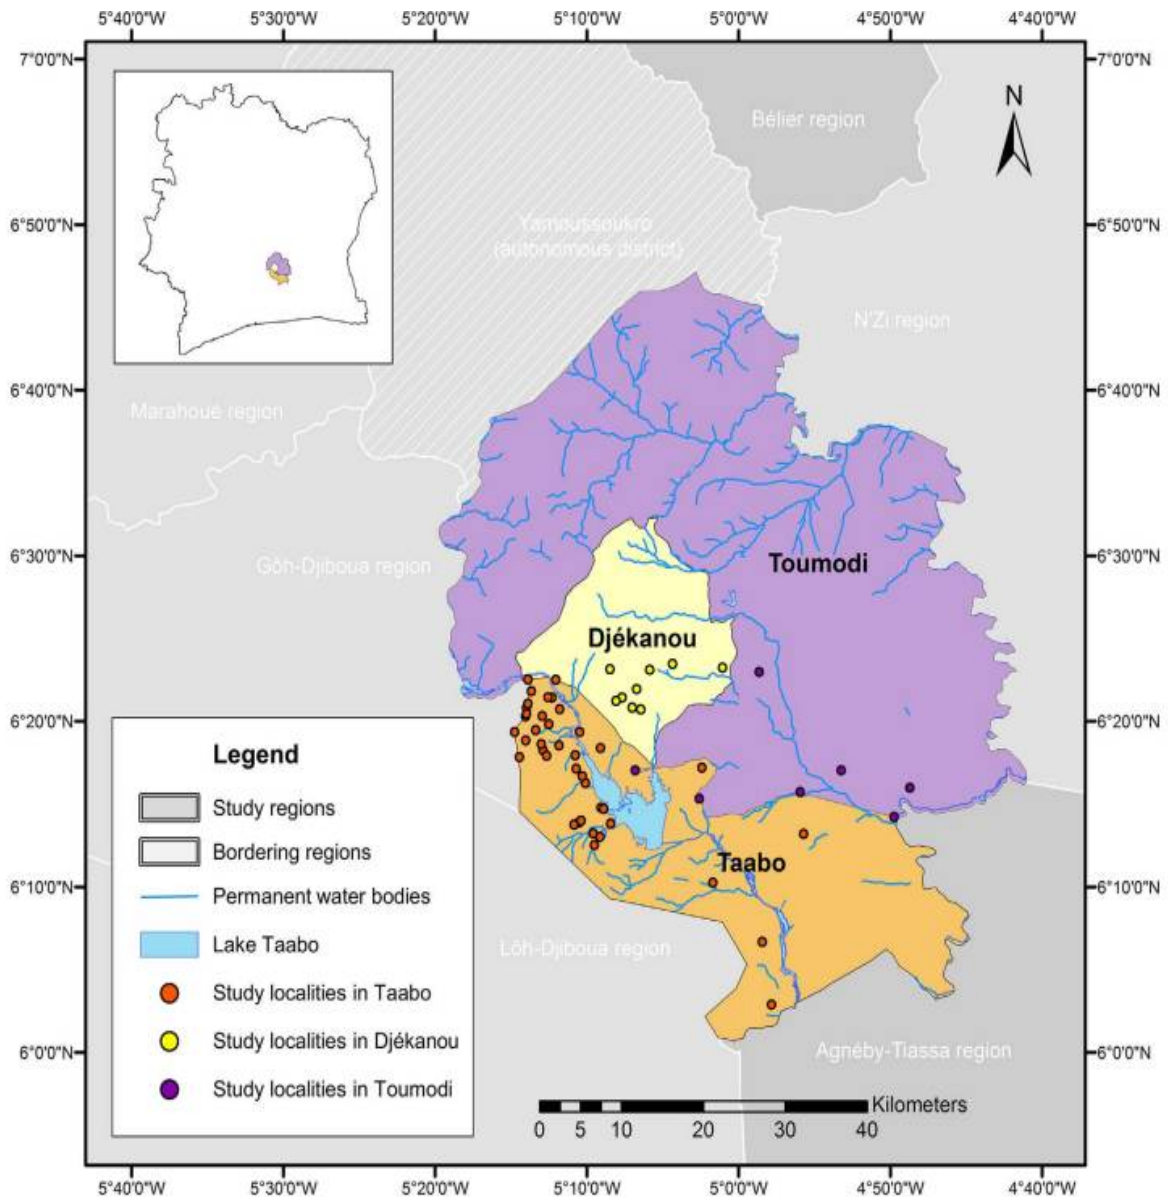 5°40'0"W 5°30'0"W 5°20'0"W 5°10'0"W 5°0'0"W 4°50'0"W 4°40'0"W
7°0'0"N 7°0'0"N
N
Bélier region
6°50'0"N 6°50'0"N
Yamoussoukro
(autonomous district)
N'Zi region
6°40'0"N 6°40'0"N
Marahoué region
6°30'0"N 6°30'0"N
Toumodi
Gôh-Djiboua region
Djékanou
6°20'0"N 6°20'0"N
Legend
Study regions
Bordering regions
Permanent water bodies
Lake Taabo
Study localities in Taabo
Study localities in Djékanou
Study localities in Toumodi
Taabo
6°10'0"N 6°10'0"N
Lôh-Djiboua region
6°0'0"N 6°0'0"N
Agnéby-Tiassa region
Kilometers
0 5 10 20 30 40
5°40'0"W 5°30'0"W 5°20'0"W 5°10'0"W 5°0'0"W 4°50'0"W 4°40'0"W